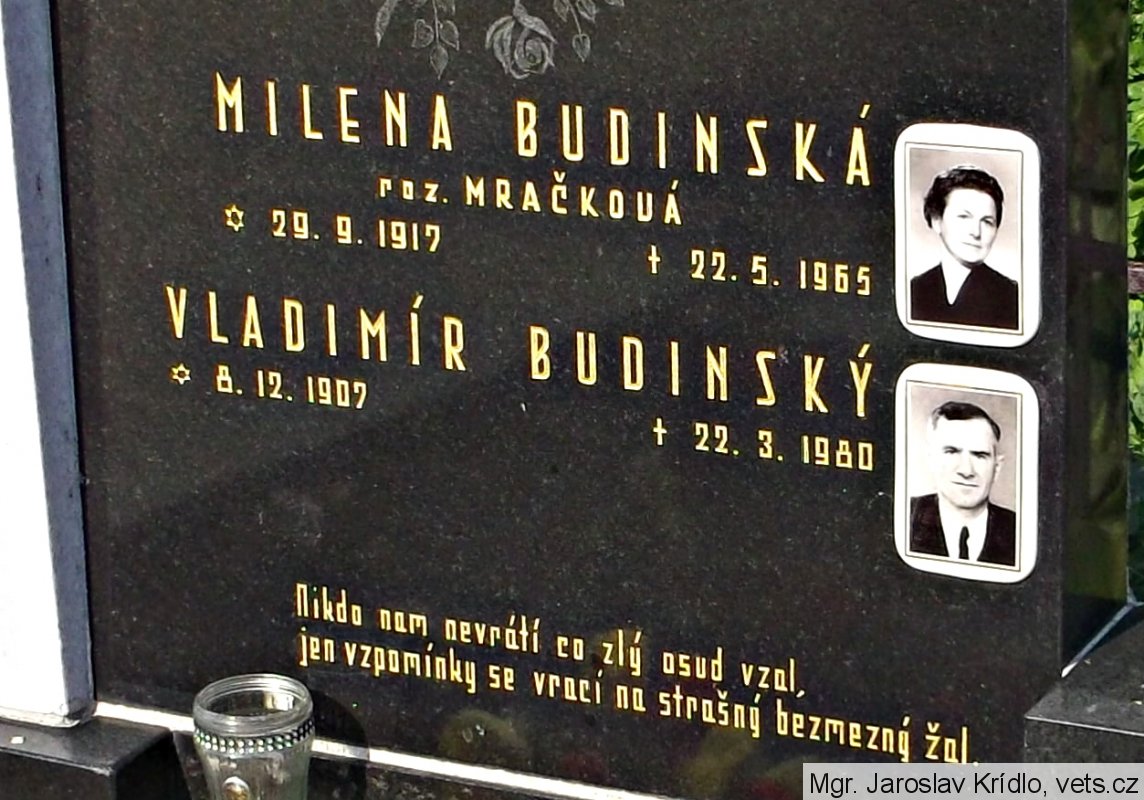 MILENA BUDINSKÁ
roz. MRAČKOVÁ
✡ 29. 9. 1917 † 22. 5. 1965
VLADIMÍR BUDINSKÝ
✡ 8. 12. 1907 † 22. 3. 1980
Nikdo nam nevrátí co zlý osud vzal,
jen vzpomínky se vrací na strašný bezmezný žal.
Mgr. Jaroslav Krídlo, vets.cz